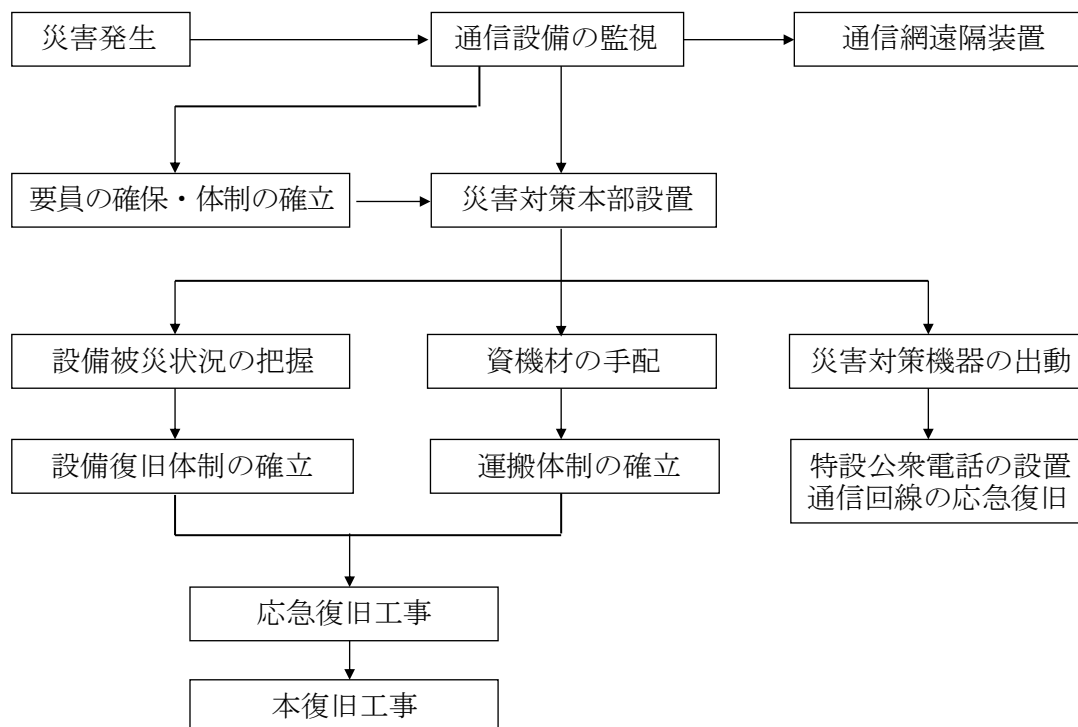 災害発生
通信設備の監視
通信網遠隔装置
要員の確保・体制の確立
災害対策本部設置
設備被災状況の把握
資機材の手配
災害対策機器の出動
設備復旧体制の確立
運搬体制の確立
特設公衆電話の設置
通信回線の応急復旧
応急復旧工事
本復旧工事